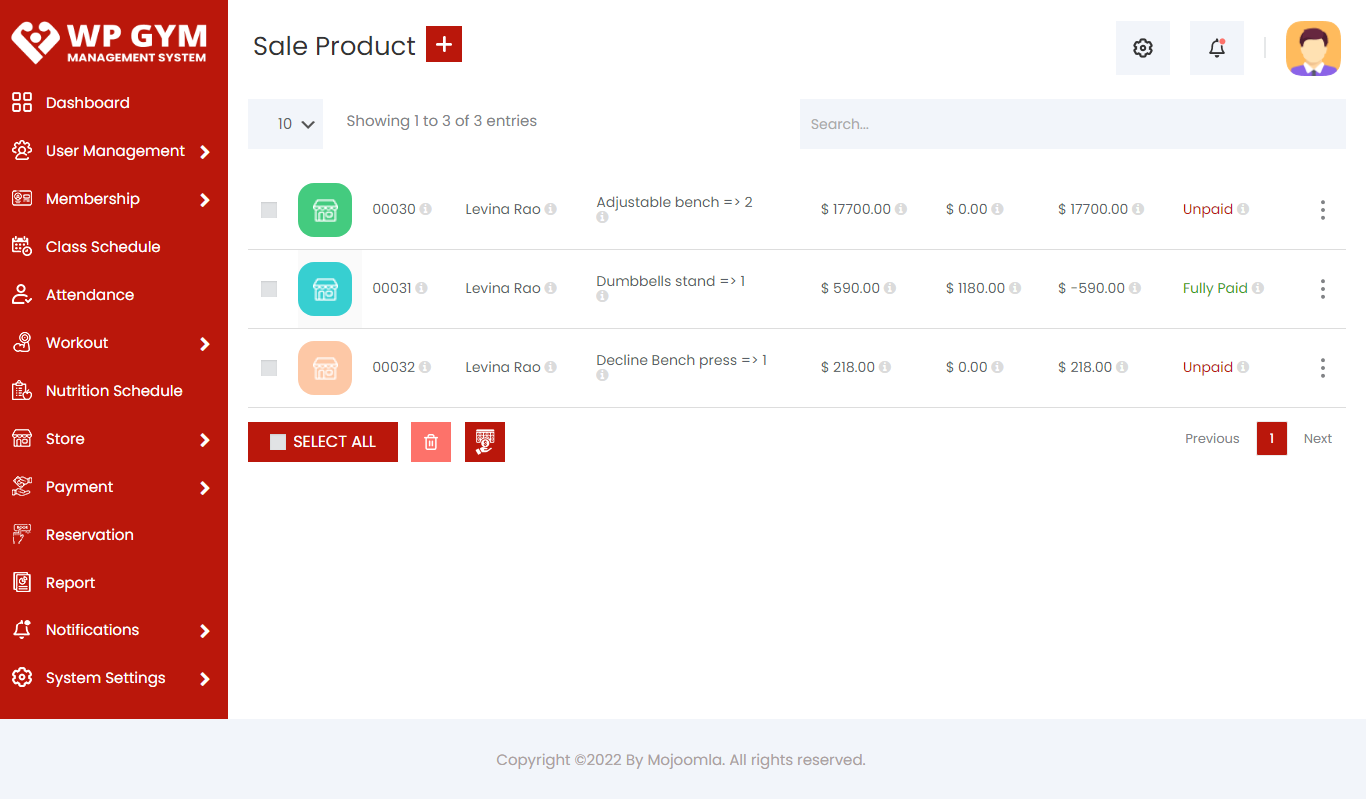 WP GYM
MANAGEMENT SYSTEM
Dashboard
User Management
Membership
Class Schedule
Attendance
Workout
Nutrition Schedule
Store
Payment
Reservation
Report
Notifications
System Settings
Sale Product +
10
Showing 1 to 3 of 3 entries
Search...
00030 Levina Rao Adjustable bench => 2 $ 17700.00 $ 0.00 $ 17700.00 Unpaid
00031 Levina Rao Dumbbells stand => 1 $ 590.00 $ 1180.00 $ -590.00 Fully Paid
00032 Levina Rao Decline Bench press => 1 $ 218.00 $ 0.00 $ 218.00 Unpaid
SELECT ALL
Previous 1 Next
Copyright ©2022 By Mojoomla. All rights reserved.